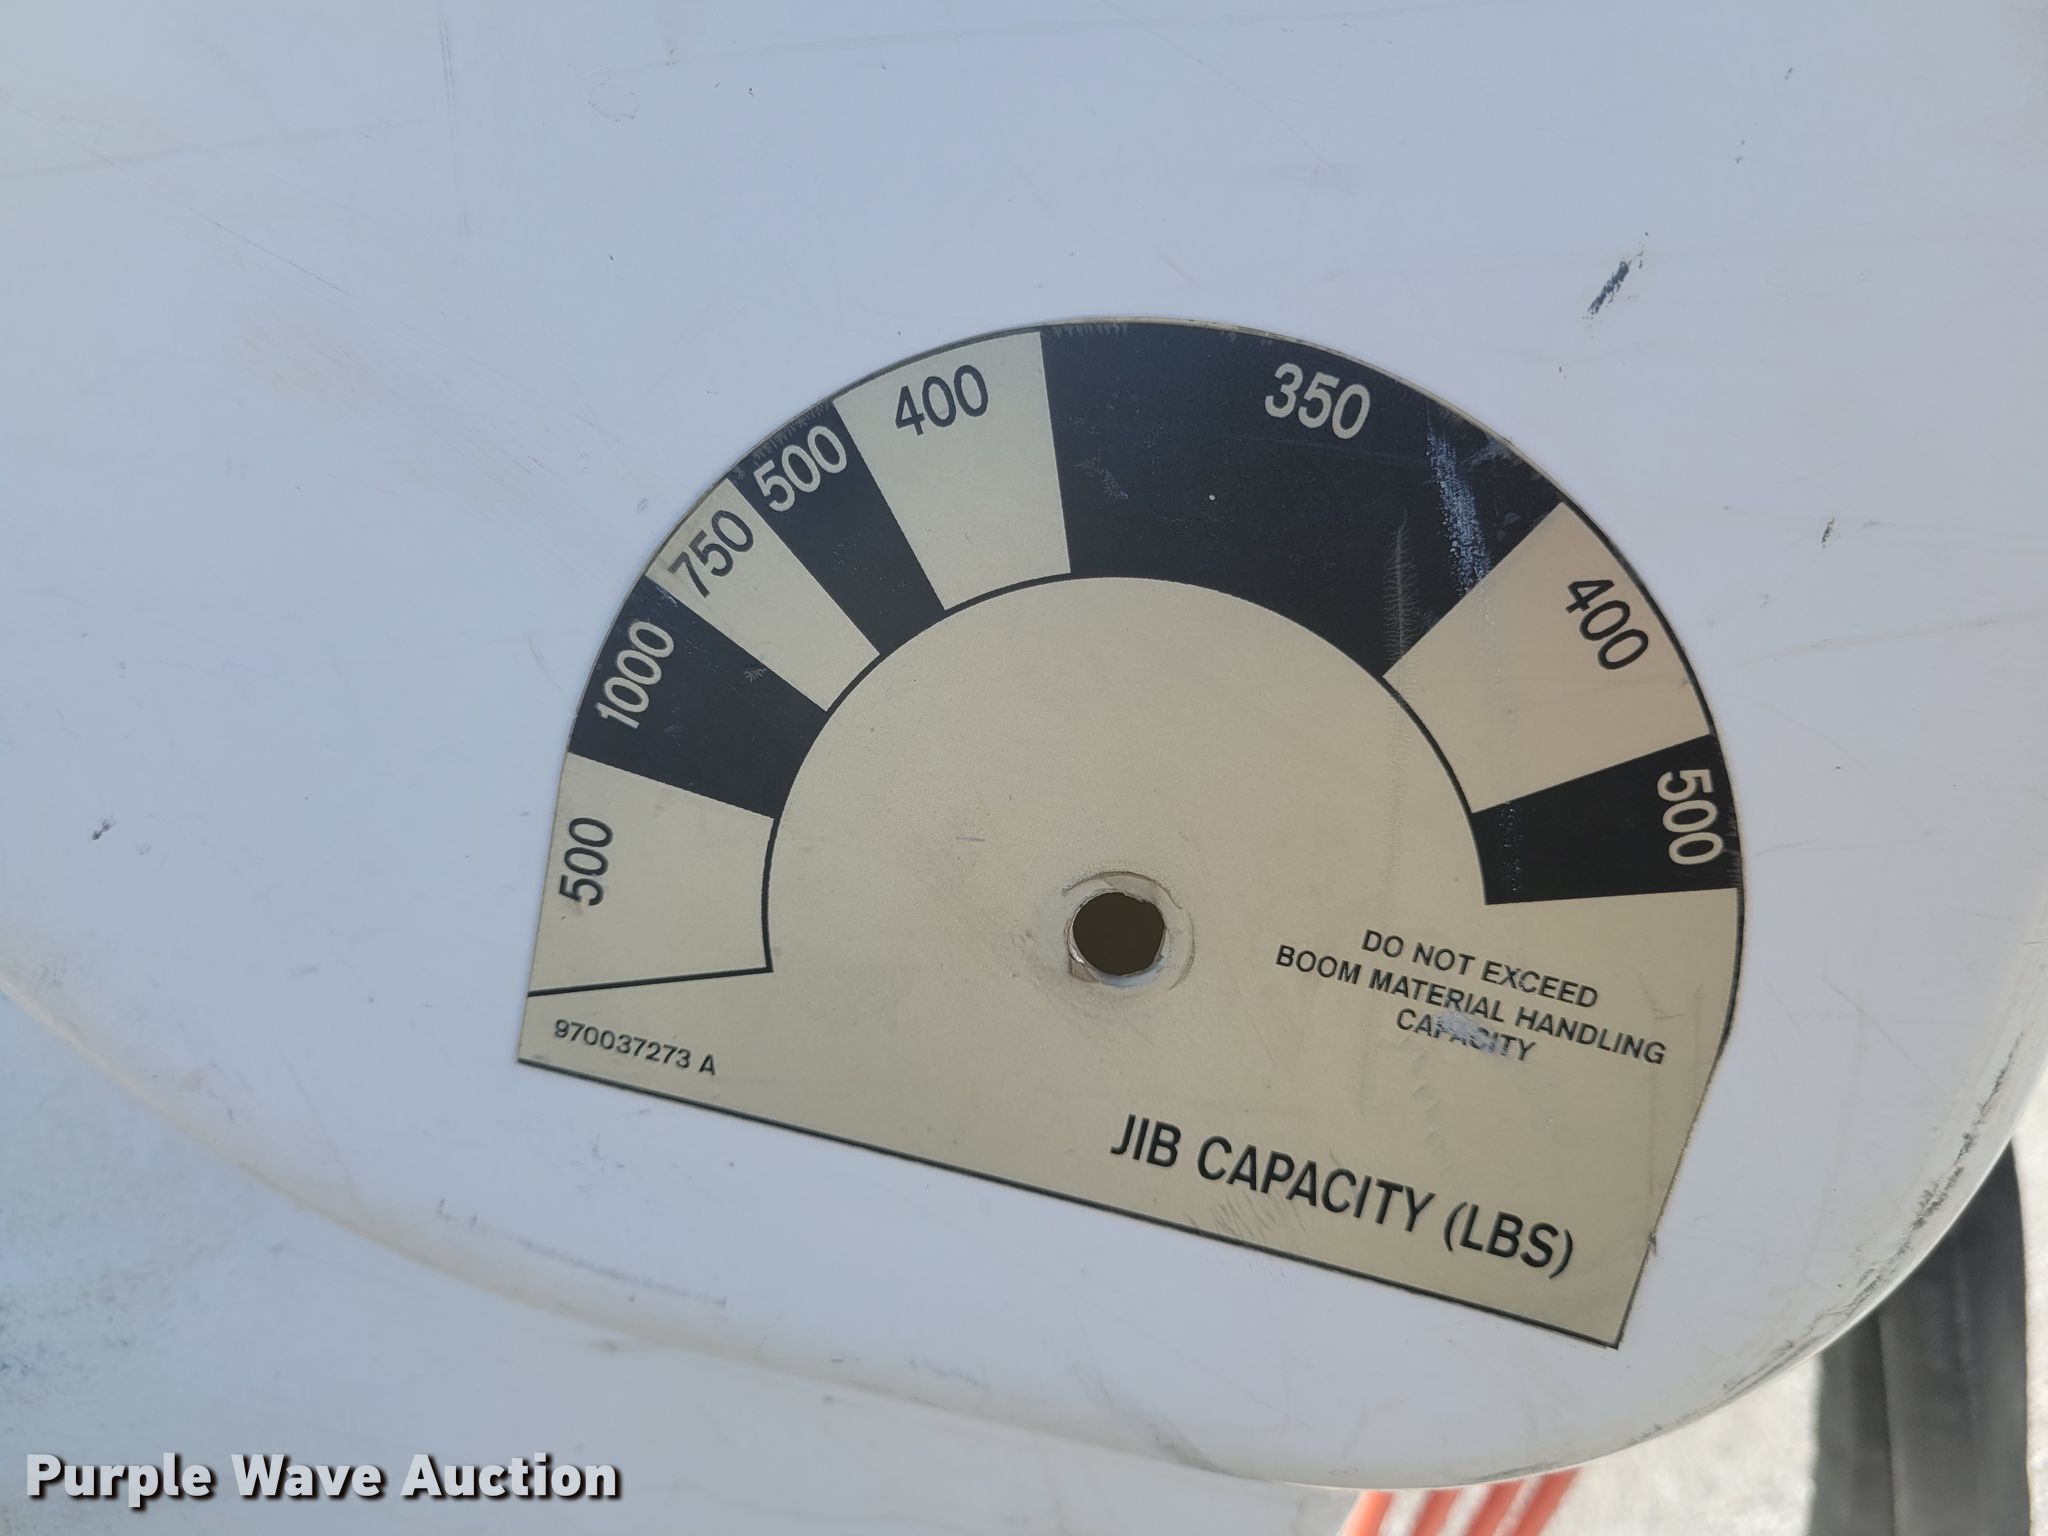 500
1000
750
500
400
350
400
500
DO NOT EXCEED
BOOM MATERIAL HANDLING
CAPACITY
970037273 A
JIB CAPACITY (LBS)
Purple Wave Auction